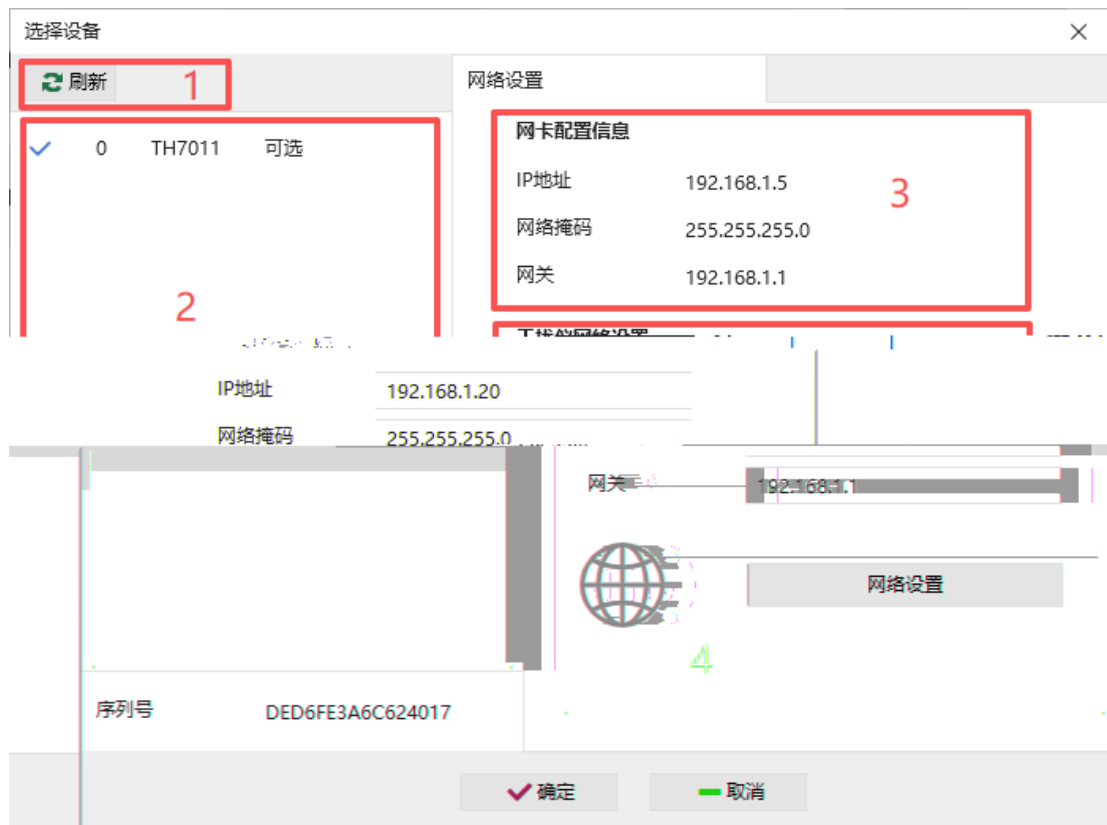 选择设备
刷新 1
网络设置
0 TH7011 可选
2
网卡配置信息
IP地址 192.168.1.5
网络掩码 255.255.255.0
网关 192.168.1.1
3
IP地址 192.168.1.20
网络掩码 255.255.255.0
网关 192.168.1.1
网络设置
4
序列号 DED6FE3A6C624017
确定 取消